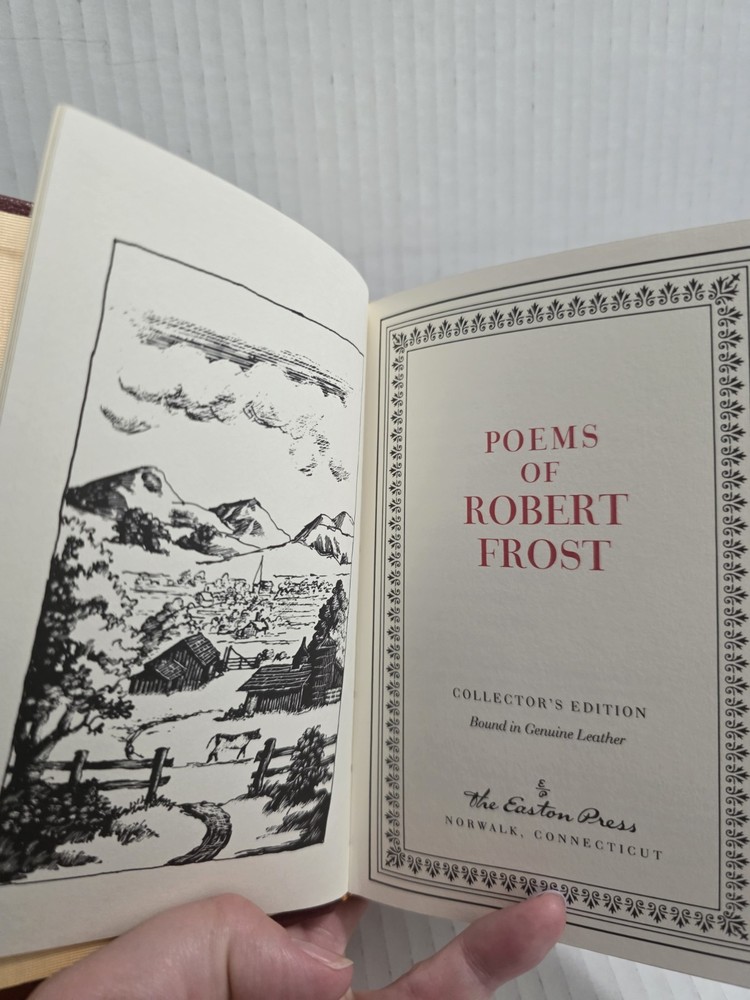 POEMS
OF
ROBERT
FROST
COLLECTOR'S EDITION
Bound in Genuine Leather
E
P
The Easton Press
NORWALK, CONNECTICUT